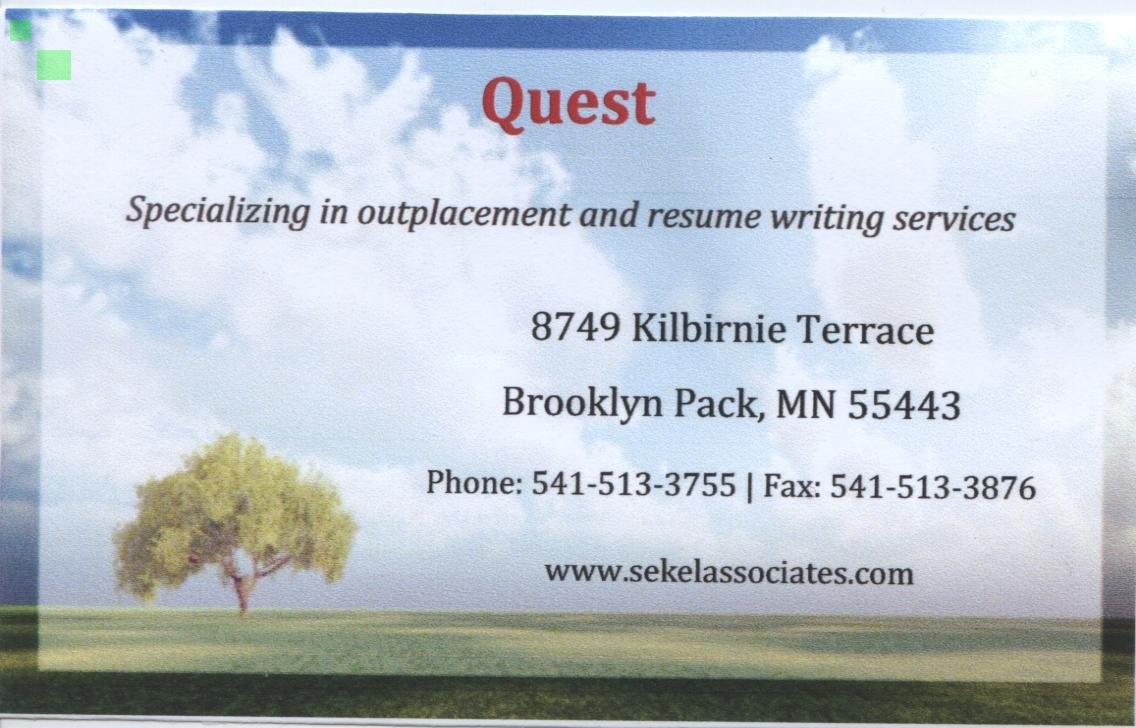 Quest
Specializing in outplacement and resume writing services
8749 Kilbirnie Terrace
Brooklyn Pack, MN 55443
Phone: 541-513-3755 | Fax: 541-513-3876
www.sekelassociates.com